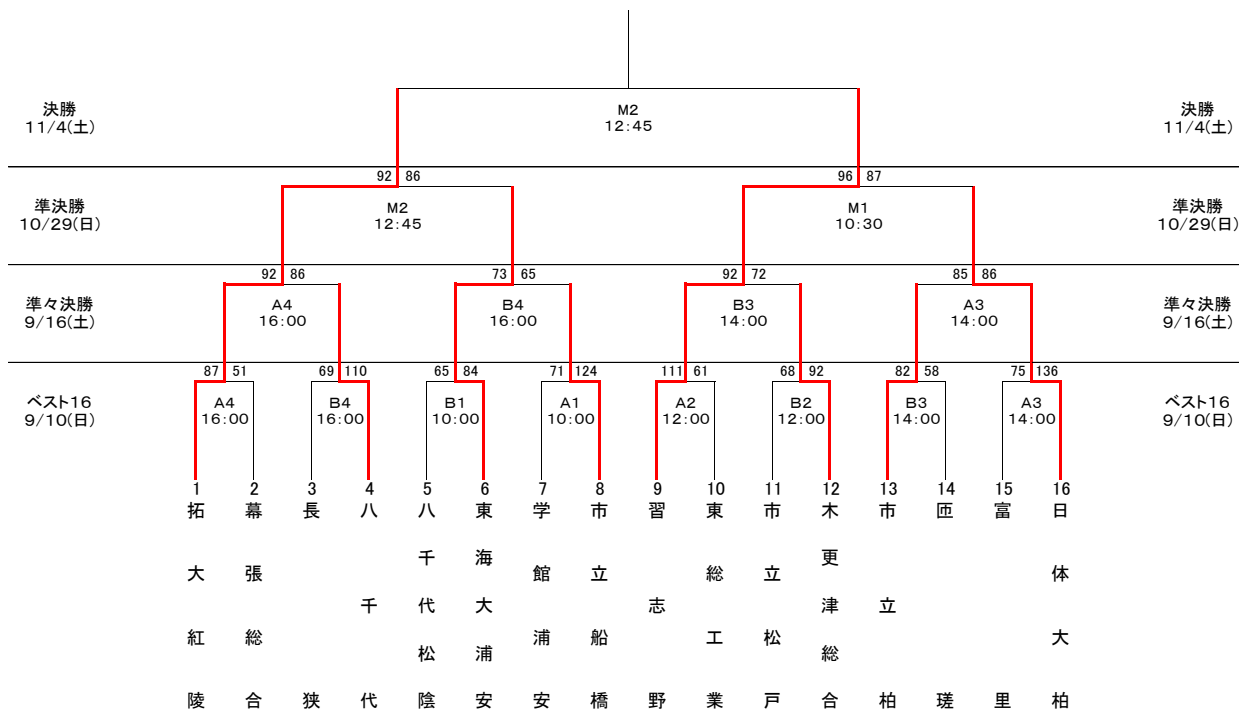 決勝
11/4(土)
M2
12:45
決勝
11/4(土)
92 86
96 87
準決勝
10/29(日)
M2
12:45
M1
10:30
準決勝
10/29(日)
92 86
73 65
92 72
85 86
準々決勝
9/16(土)
A4
16:00
B4
16:00
B3
14:00
A3
14:00
準々決勝
9/16(土)
87 51
69 110
65 84
71 124
111 61
68 92
82 58
75 136
ベスト16
9/10(日)
A4
16:00
B4
16:00
B1
10:00
A1
10:00
A2
12:00
B2
12:00
B3
14:00
A3
14:00
ベスト16
9/10(日)
1
拓大紅陵
2
幕張総合
3
長狭
4
八千代
5
八千代松陰
6
東海大浦安
7
学館浦安
8
市立船橋
9
習志野
10
東総工業
11
市立松戸
12
木更津総合
13
市立柏
14
匝瑳
15
富里
16
日体大柏